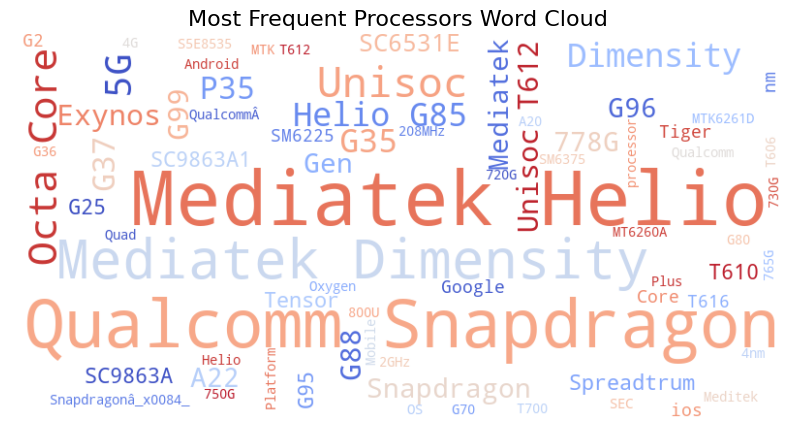 Most Frequent Processors Word Cloud
G2
4G
S5E8535
MTK
T612
SC6531E
Mediatek
Unisoc T612
Dimensity
Octa Core
5G
Android
P35
Unisoc
nm
Exynos
G99
QualcommÂ
Helio G85
G96
MTK6261D
G36
G37
SC9863A1
SM6225
G35
208MHz
A20
778G
processor
Tiger
Gen
SM6375
Qualcomm
T606
720G
730G
Mediatek Helio
G25
Quad
MT6260A
G80
Mediatek Dimensity
765G
T610
Oxygen
Google
Plus
Tensor
Core
T616
Qualcomm Snapdragon
800U
G88
Mobile
4nm
Helio
Platform
2GHz
SC9863A
A22
G95
Snapdragon
Spreadtrum
750G
Snapdragonâ_x0084_
OS
G70
T700
SEC
ios
Meditek